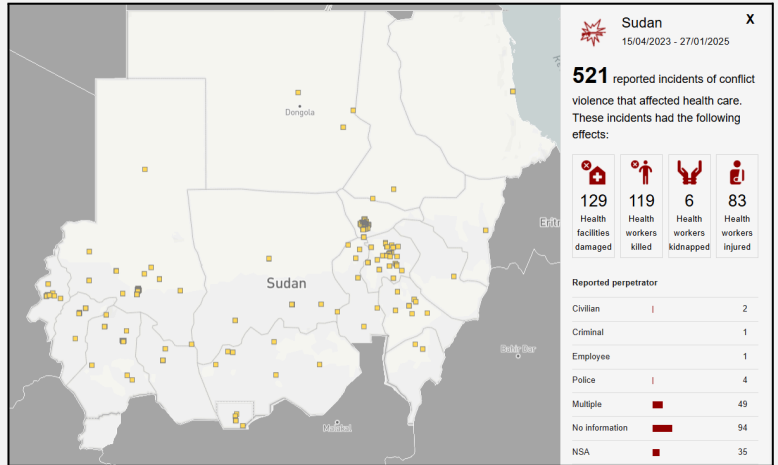 Sudan
X
15/04/2023 - 27/01/2025
521 reported incidents of conflict
violence that affected health care.
These incidents had the following
effects:
129
Health
facilities
damaged
119
Health
workers
killed
6
Health
workers
kidnapped
83
Health
workers
injured
Reported perpetrator
Civilian 2
Criminal 1
Employee 1
Police 4
Multiple 49
No information 94
NSA 35
Dongola
Sudan
Eritr
Bahir Dar
Malakal